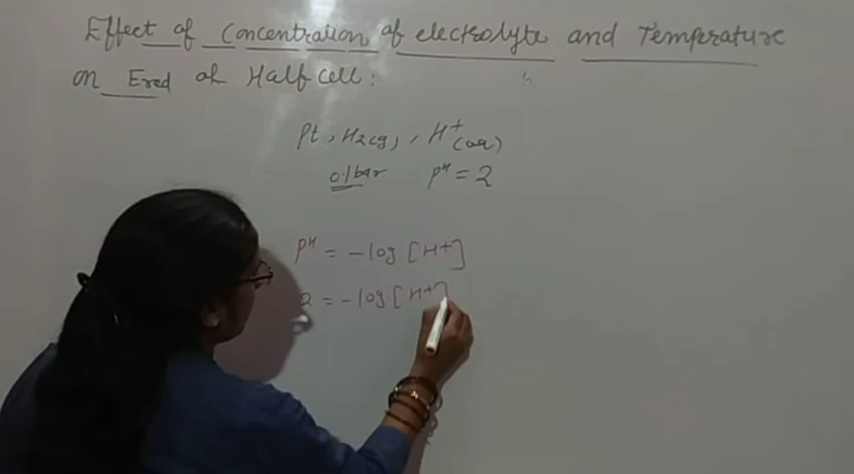 Effect of Concentration of electrolyte and Temperature
on Ered of Half cell :
Pt, H2(g), H+(aq)
0.1bar pH = 2
pH = -log [H+]
2 = -log [H+]